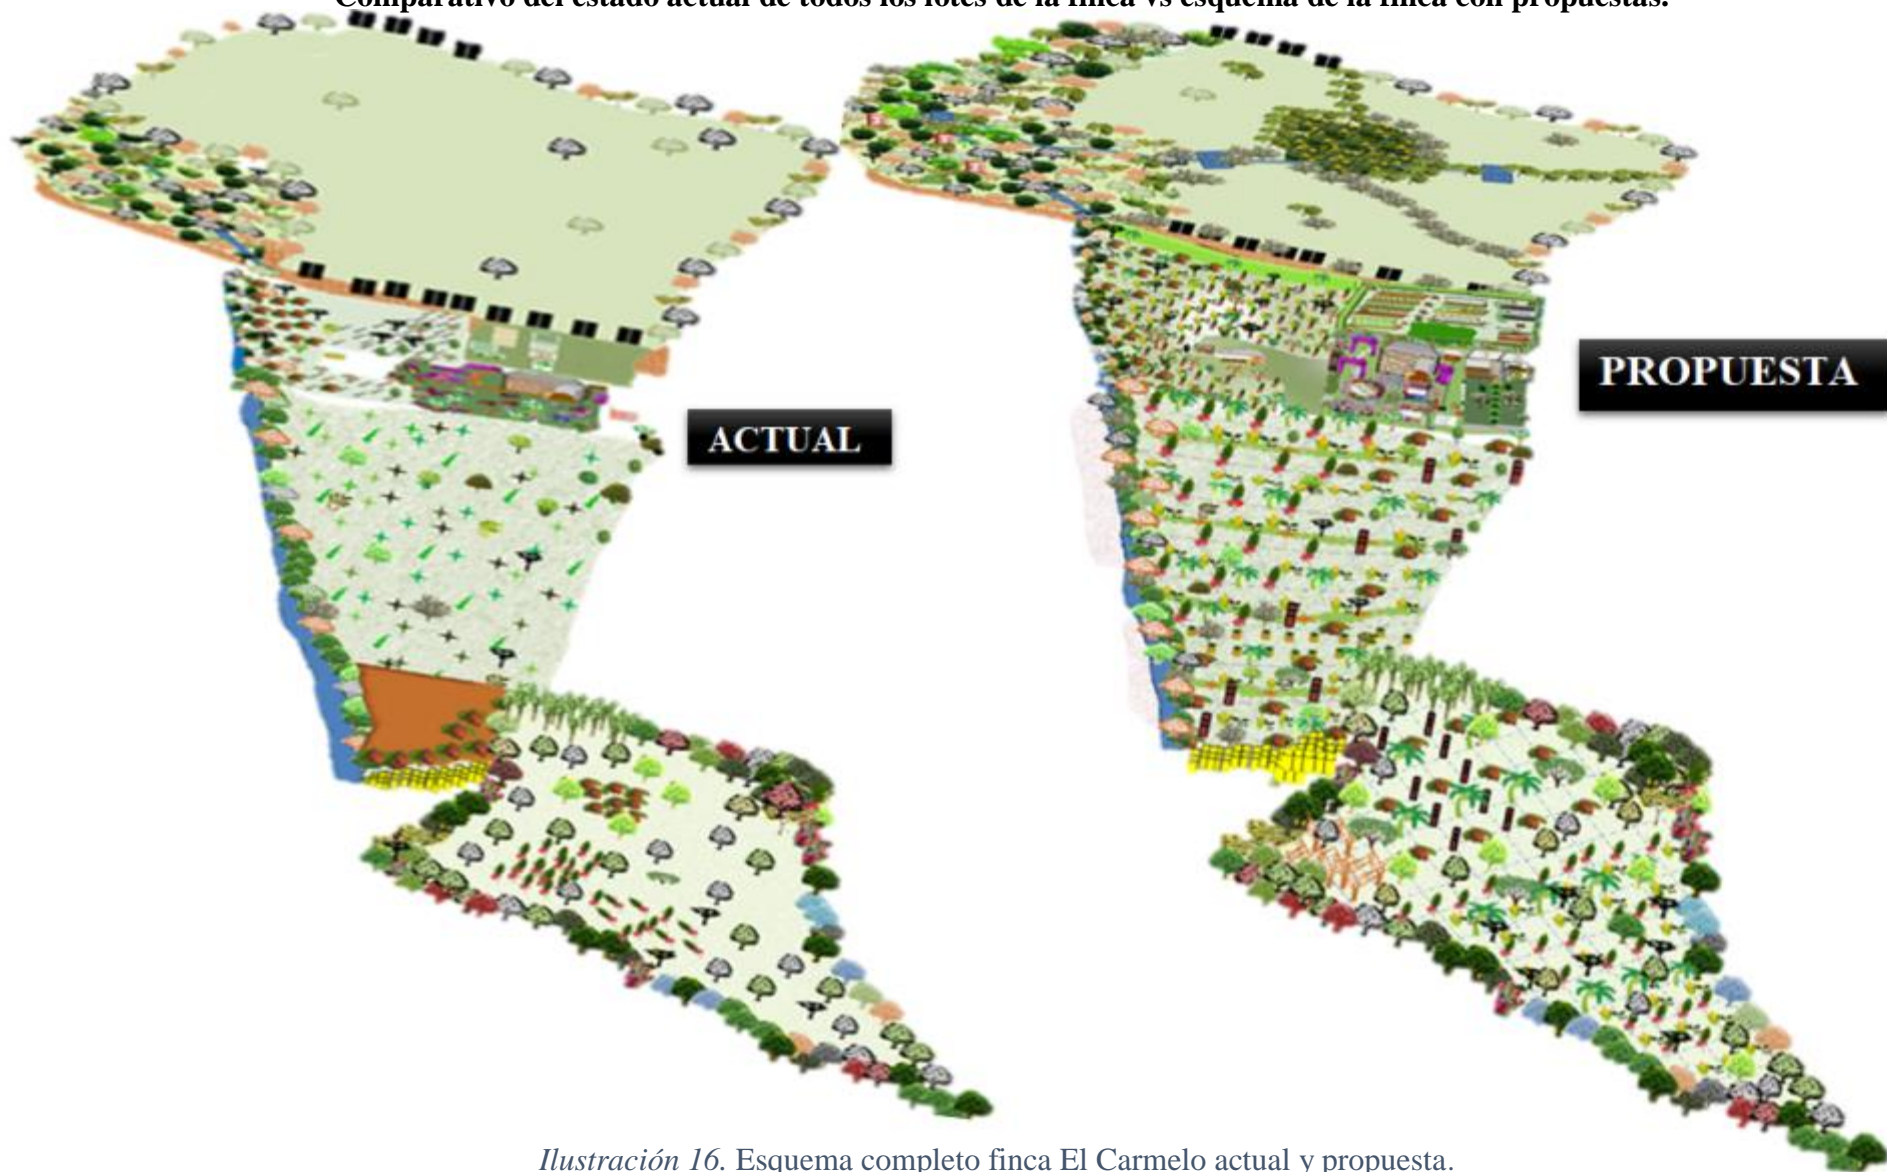 Comparativo del estado actual de todos los lotes de la finca vs esquema de la finca con propuestas.
PROPUESTA
ACTUAL
Ilustración 16. Esquema completo finca El Carmelo actual y propuesta.